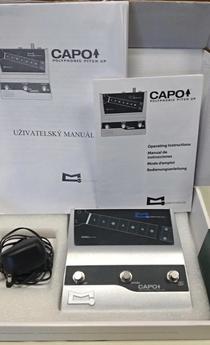 CAPO
POLYPHONIC PITCH UP
UŽIVATELSKÝ MANUÁL
CAPO
POLYPHONIC PITCH UP
Operating Instructions
Manual de
instrucciones
Mode d'emploi
Bedienungsanleitung
CAPO